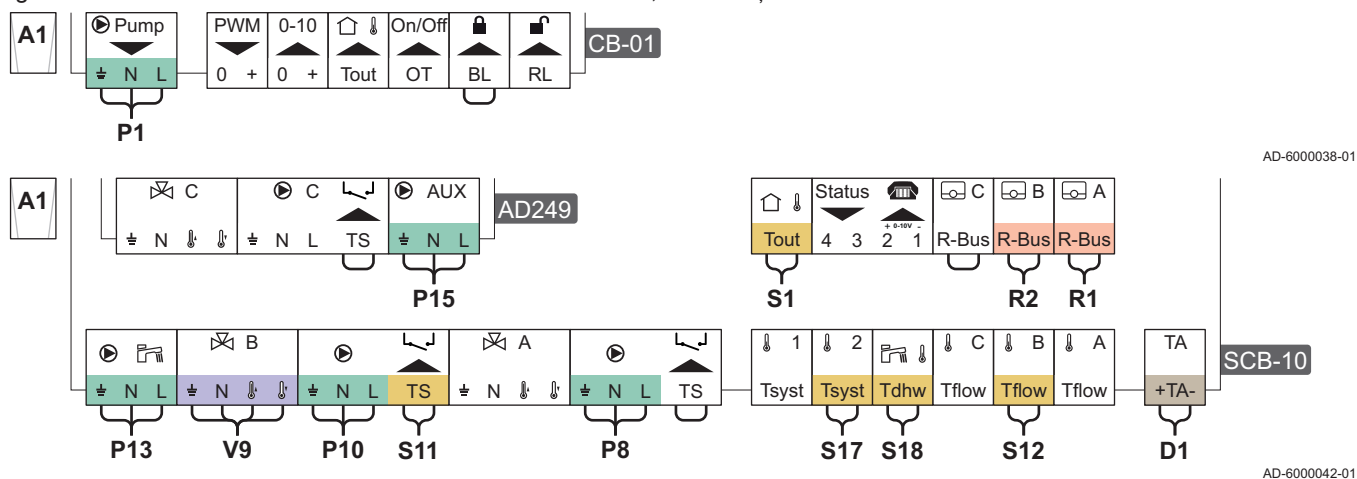 A1 Pump PWM 0-10 On/Off CB-01
N L 0 + 0 + Tout OT BL RL
P1
AD-6000038-01
A1 C C AUX AD249
N N L TS N L
P15
Status C B A
+ 0-10V -
Tout 4 3 2 1 R-Bus R-Bus R-Bus
S1 R2 R1
B A 1 2 C B A TA SCB-10
N L N N L TS N N L TS Tsyst Tsyst Tdhw Tflow Tflow Tflow +TA-
P13 V9 P10 S11 P8 S17 S18 S12 D1
AD-6000042-01